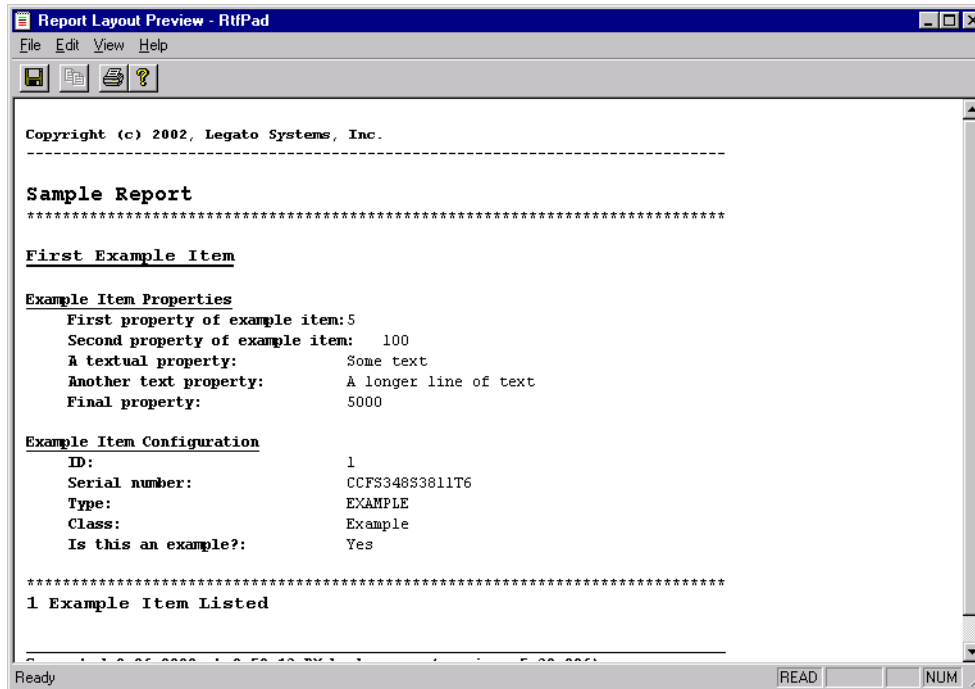 Report Layout Preview - RtfPad
File Edit View Help
Copyright (c) 2002, Legato Systems, Inc.
--------------------------------------------------------------------------------
Sample Report
********************************************************************************
First Example Item
Example Item Properties
First property of example item: 5
Second property of example item: 100
A textual property: Some text
Another text property: A longer line of text
Final property: 5000
Example Item Configuration
ID: 1
Serial number: CCFS348S3811T6
Type: EXAMPLE
Class: Example
Is this an example?: Yes
********************************************************************************
1 Example Item Listed
Ready READ NUM